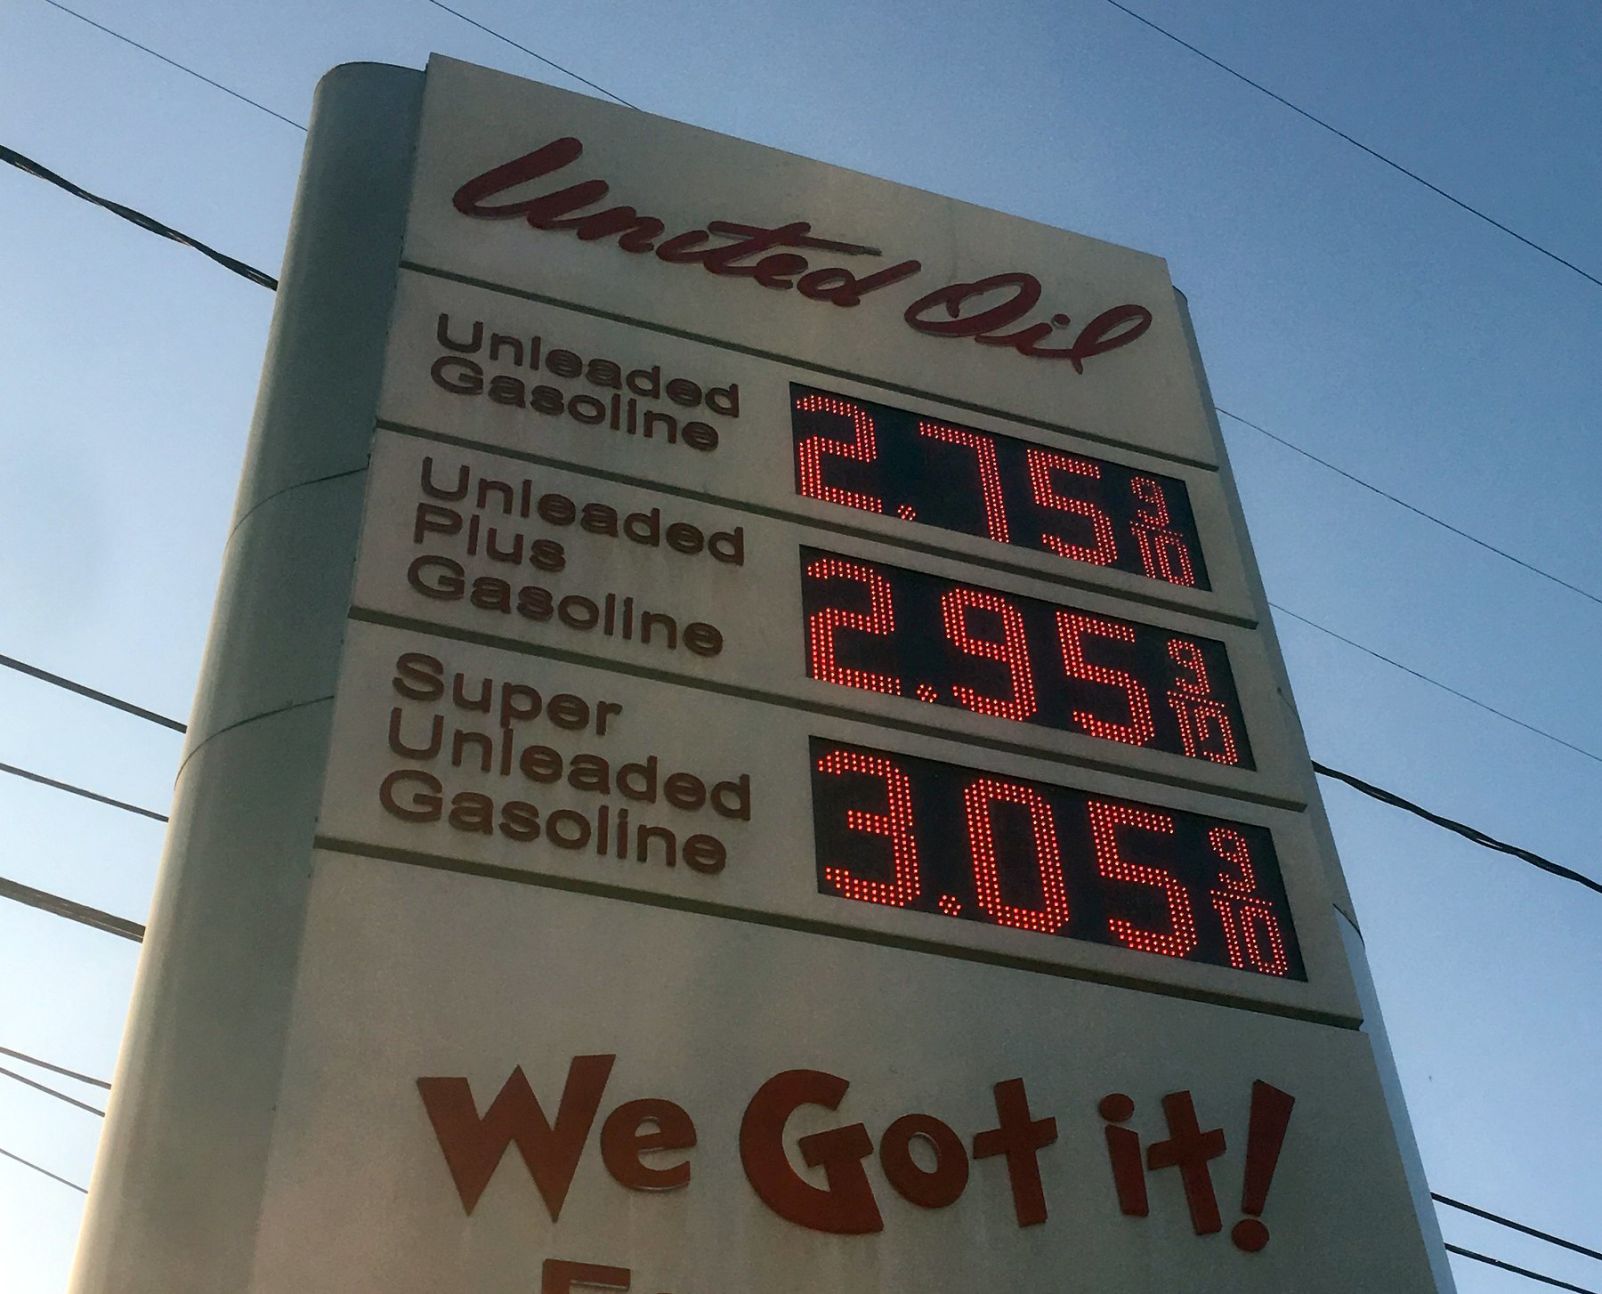 United Oil
Unleaded
Gasoline
2.75 9/10
Unleaded
Plus
Gasoline
2.95 9/10
Super
Unleaded
Gasoline
3.05 9/10
We Got it!